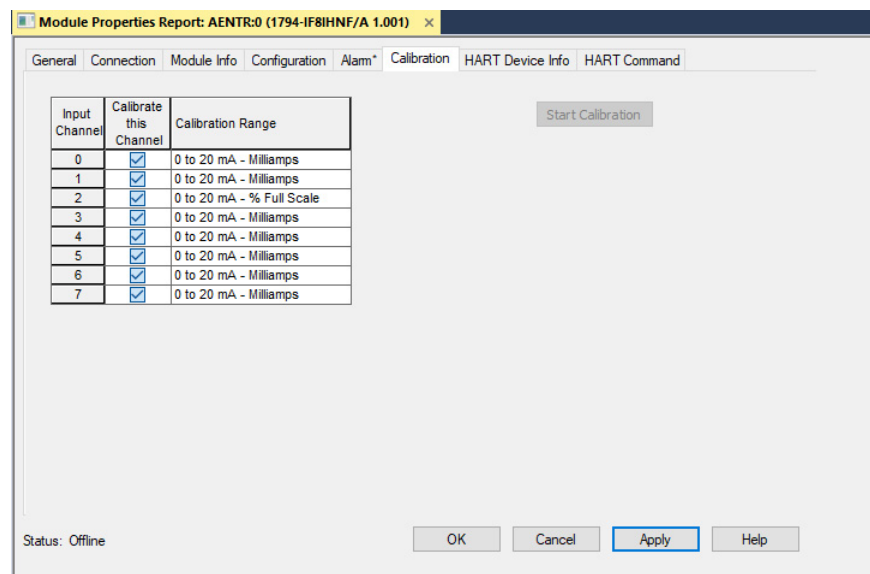 Module Properties Report: AENTR:0 (1794-IF8IHNF/A 1.001) ×
General Connection Module Info Configuration Alarm* Calibration HART Device Info HART Command
Input Channel Calibrate this Channel Calibration Range
Start Calibration
0 0 to 20 mA - Milliamps
1 0 to 20 mA - Milliamps
2 0 to 20 mA - % Full Scale
3 0 to 20 mA - Milliamps
4 0 to 20 mA - Milliamps
5 0 to 20 mA - Milliamps
6 0 to 20 mA - Milliamps
7 0 to 20 mA - Milliamps
Status: Offline
OK Cancel Apply Help